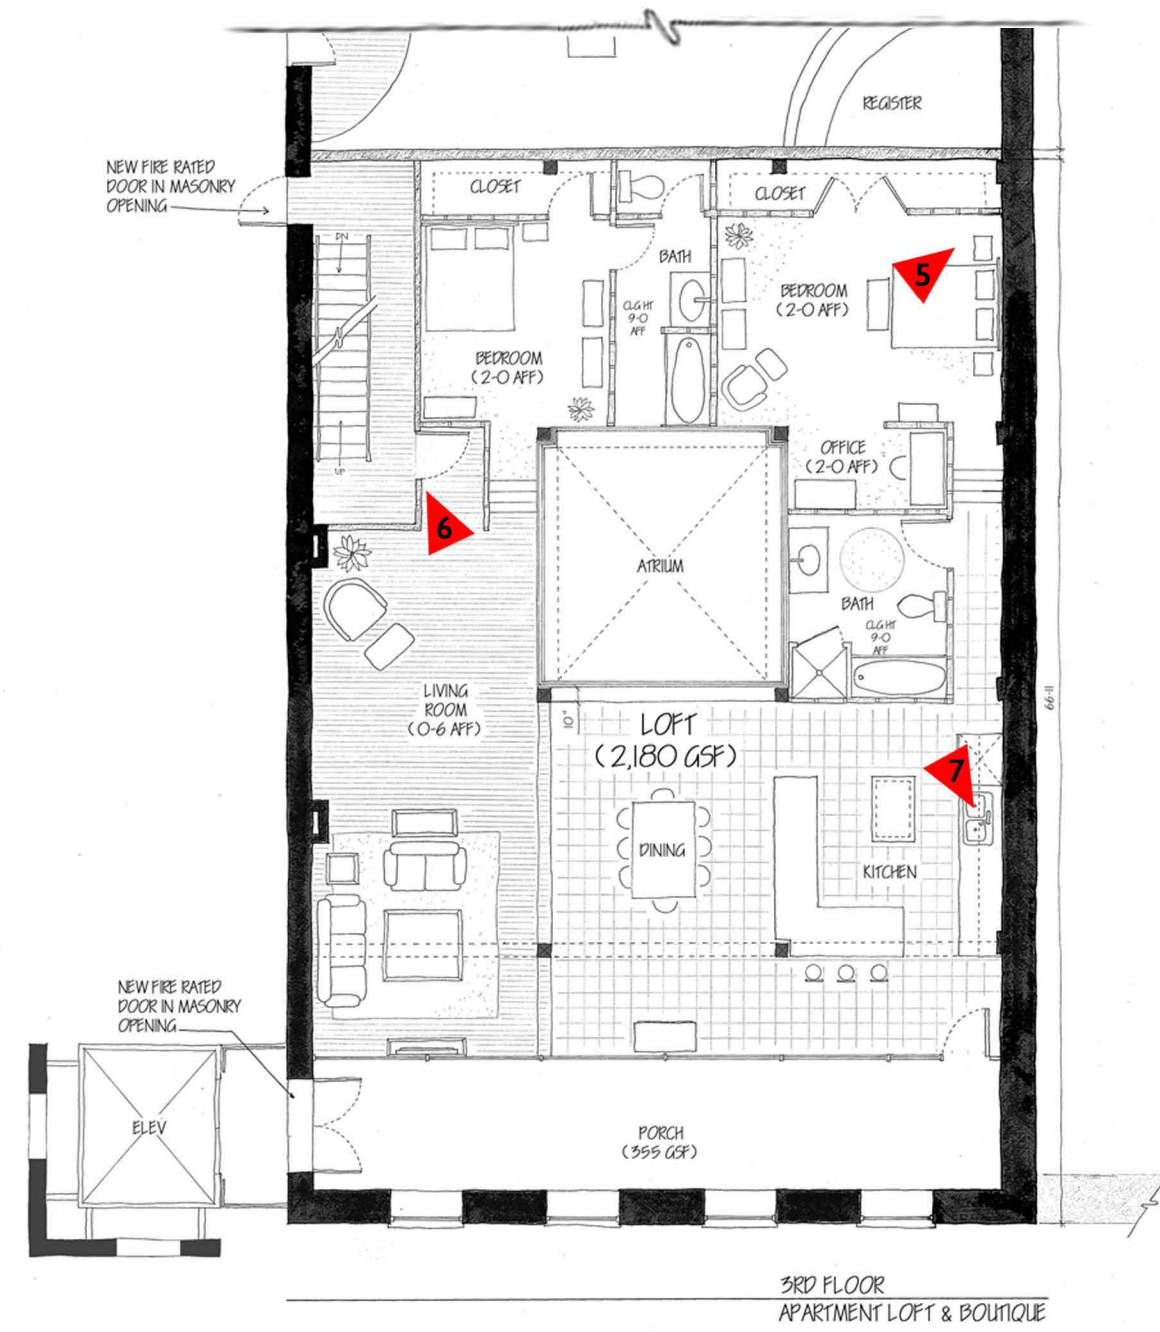 REGISTER
NEW FIRE RATED
DOOR IN MASONRY
OPENING
CLOSET
CLOSET
DN
BATH
5
CLG HT
9-0
AFF
BEDROOM
(2-0 AFF)
BEDROOM
(2-0 AFF)
OFFICE
(2-0 AFF)
UP
6
ATRIUM
BATH
CLG HT
9-0
AFF
LIVING
ROOM
(0-6 AFF)
10"
LOFT
(2,180 GSF)
66-11
7
DINING
KITCHEN
NEW FIRE RATED
DOOR IN MASONRY
OPENING
ELEV
PORCH
(355 GSF)
3RD FLOOR
APARTMENT LOFT & BOUTIQUE